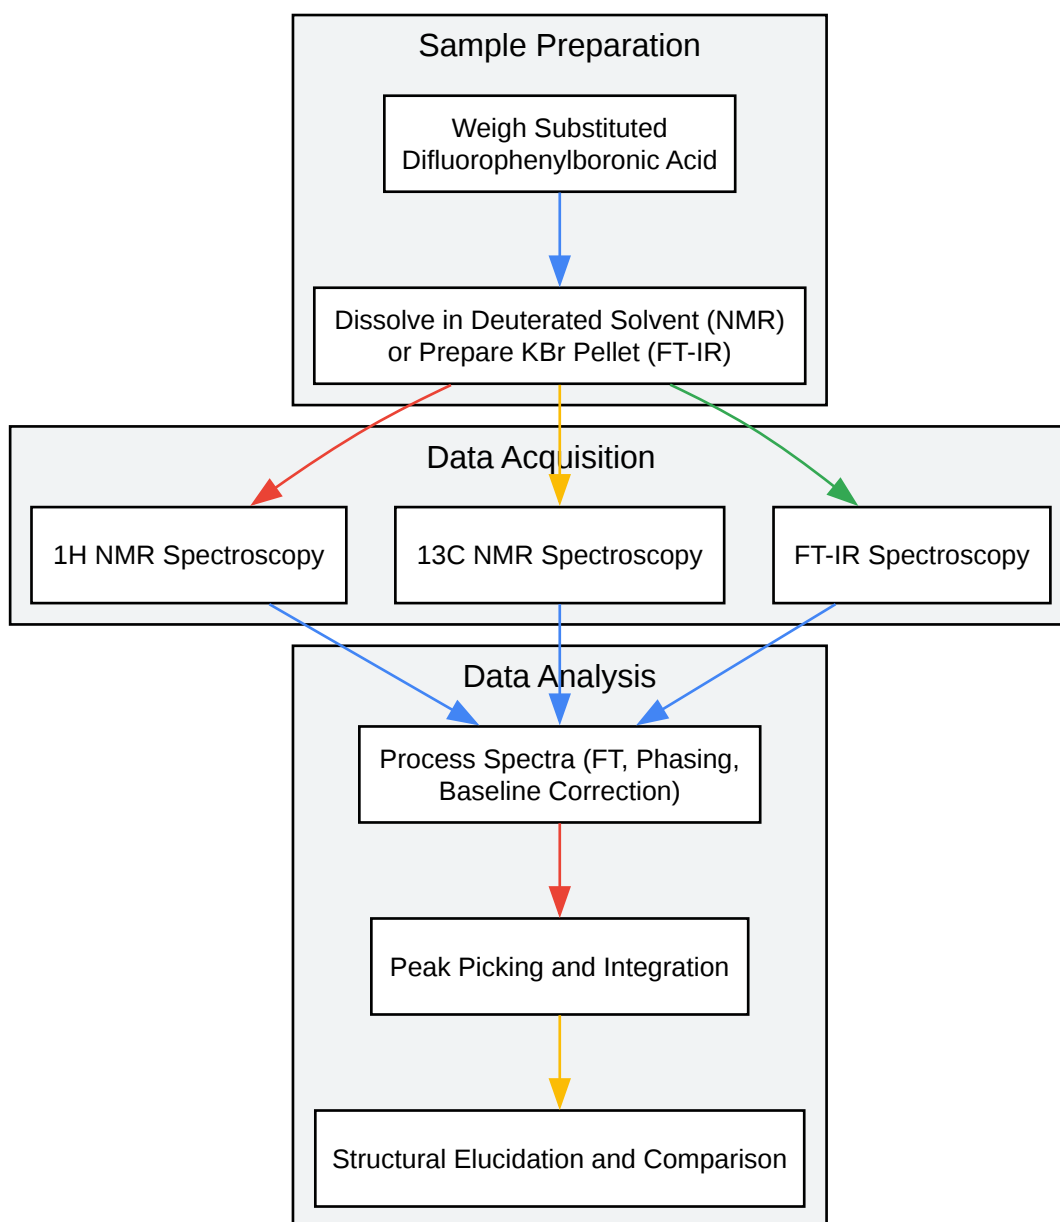 Sample Preparation
Weigh Substituted
Difluorophenylboronic Acid
Dissolve in Deuterated Solvent (NMR)
or Prepare KBr Pellet (FT-IR)
Data Acquisition
1H NMR Spectroscopy
13C NMR Spectroscopy
FT-IR Spectroscopy
Data Analysis
Process Spectra (FT, Phasing,
Baseline Correction)
Peak Picking and Integration
Structural Elucidation and Comparison